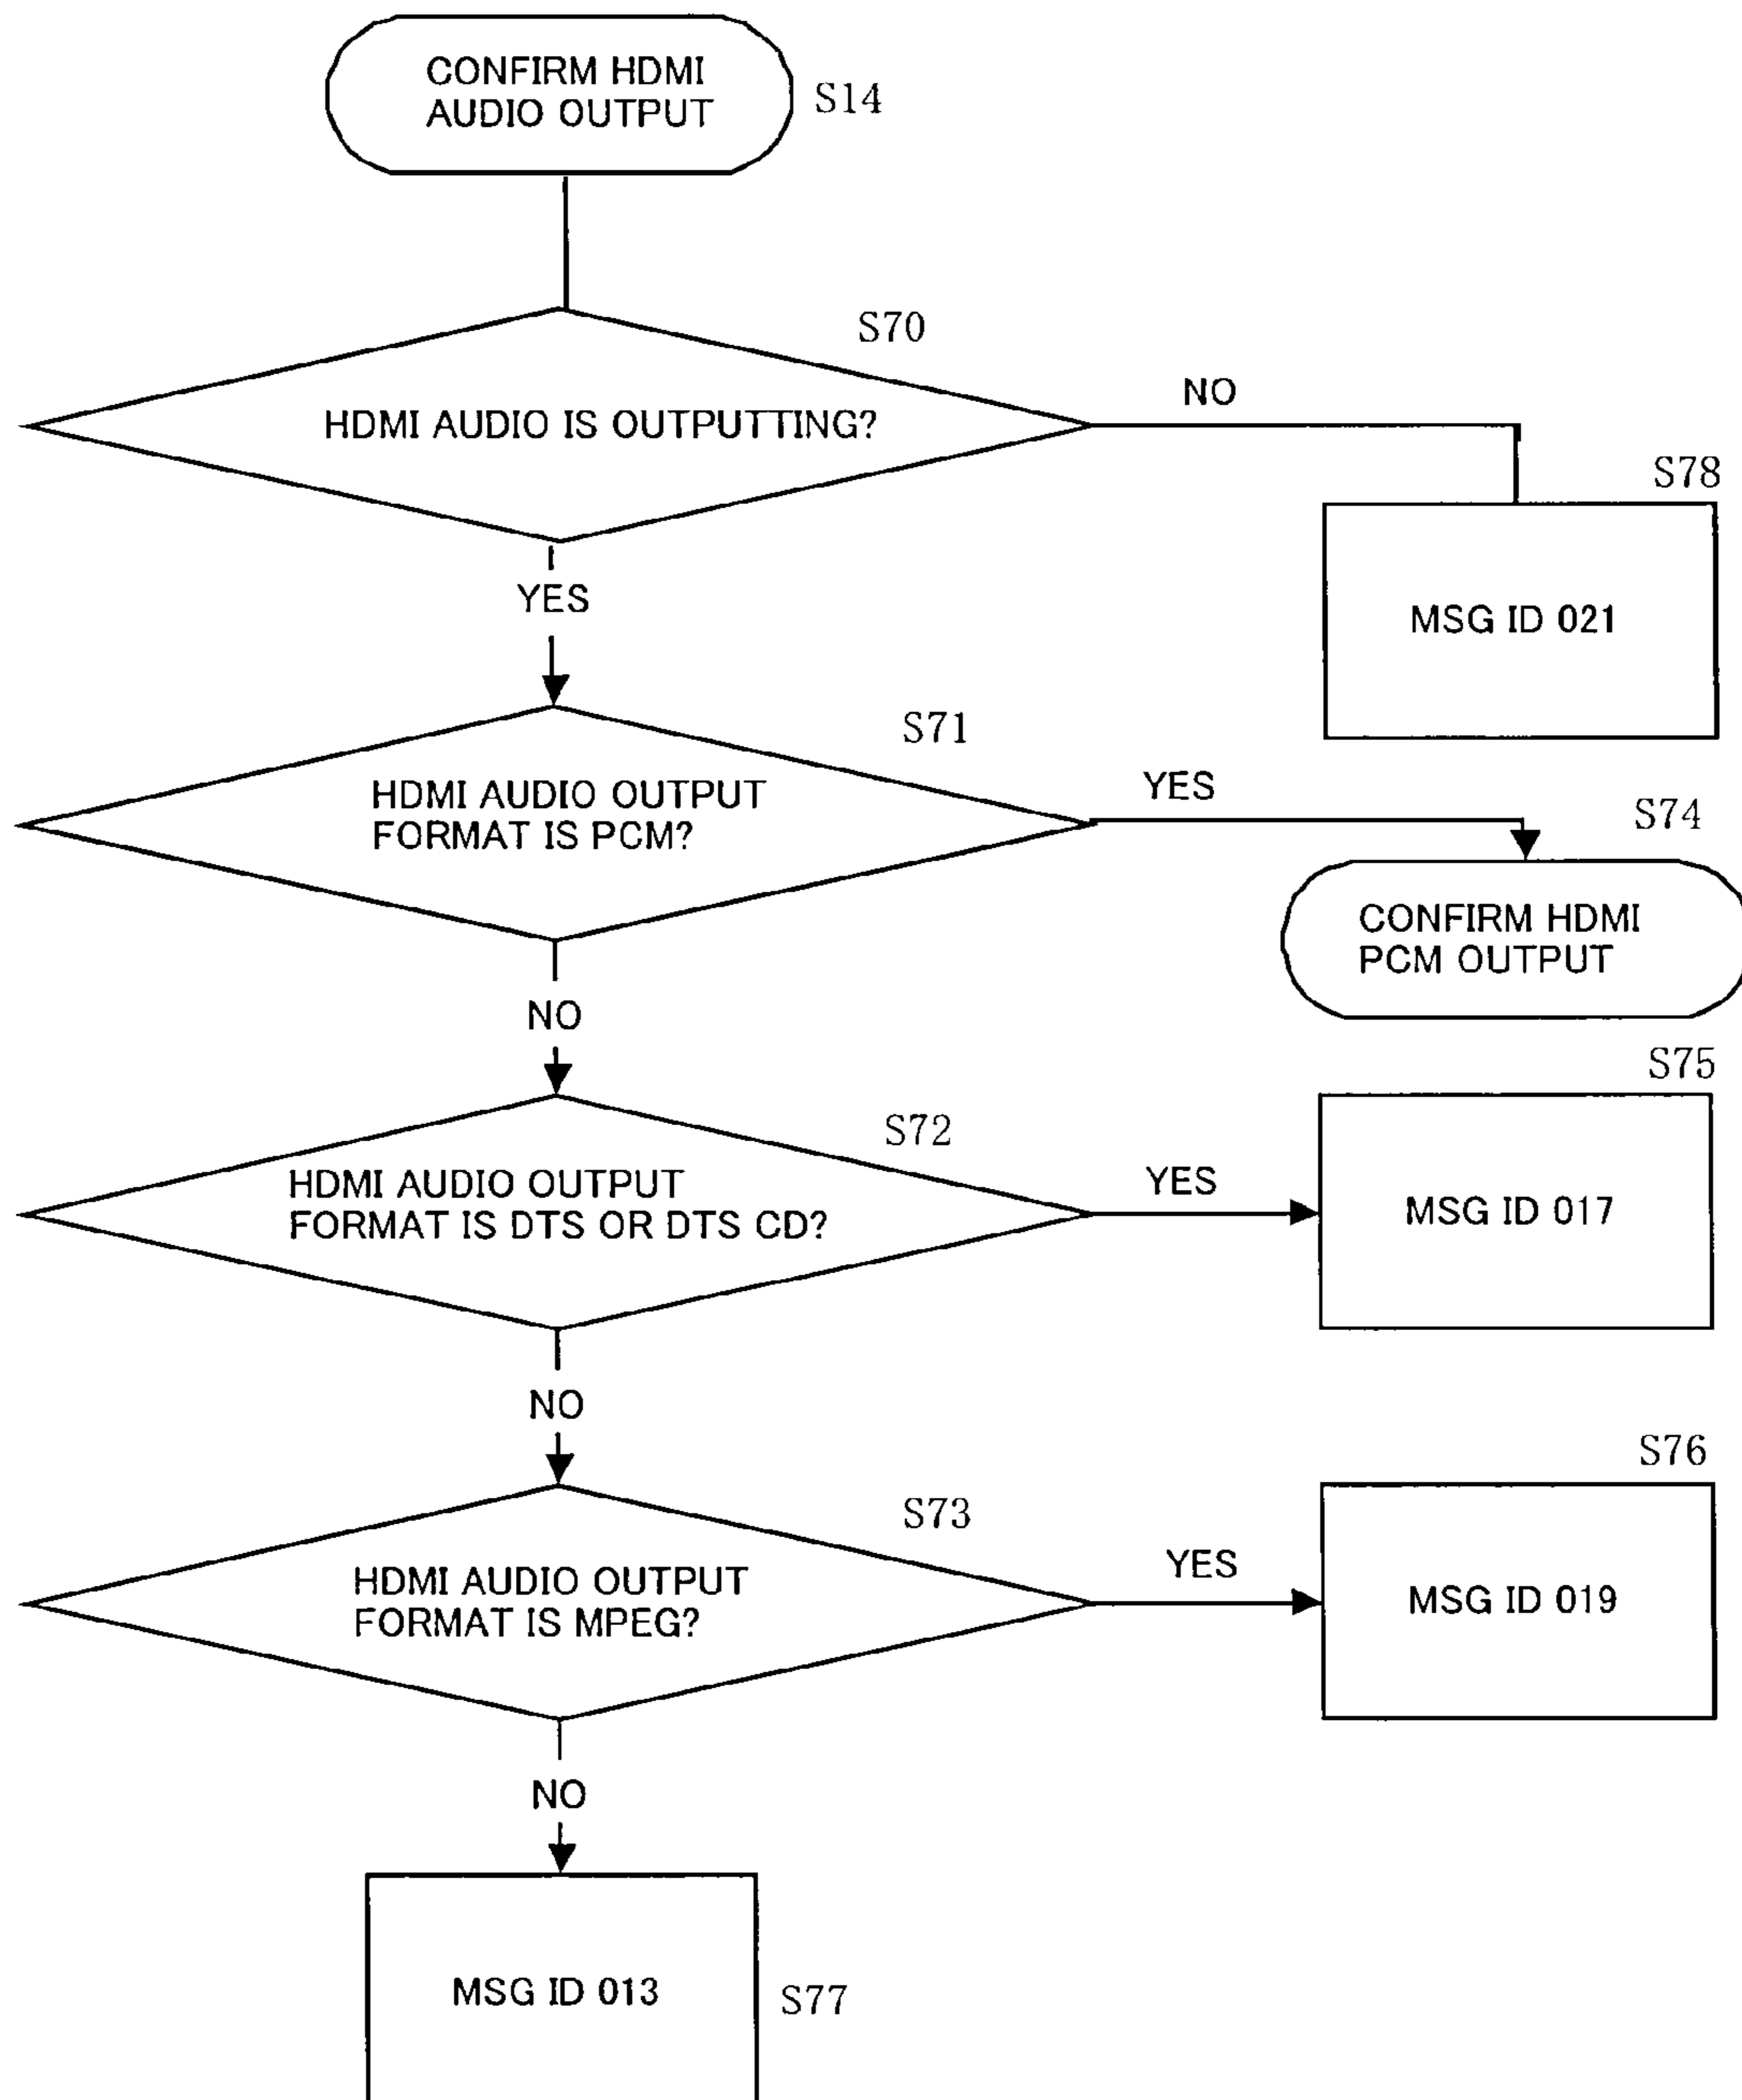 CONFIRM HDMI
AUDIO OUTPUT
S14
S70
HDMI AUDIO IS OUTPUTTING?
NO
S78
MSG ID 021
YES
S71
HDMI AUDIO OUTPUT
FORMAT IS PCM?
YES
S74
CONFIRM HDMI
PCM OUTPUT
NO
S75
S72
HDMI AUDIO OUTPUT
FORMAT IS DTS OR DTS CD?
YES
MSG ID 017
NO
S76
S73
HDMI AUDIO OUTPUT
FORMAT IS MPEG?
YES
MSG ID 019
NO
MSG ID 013
S77